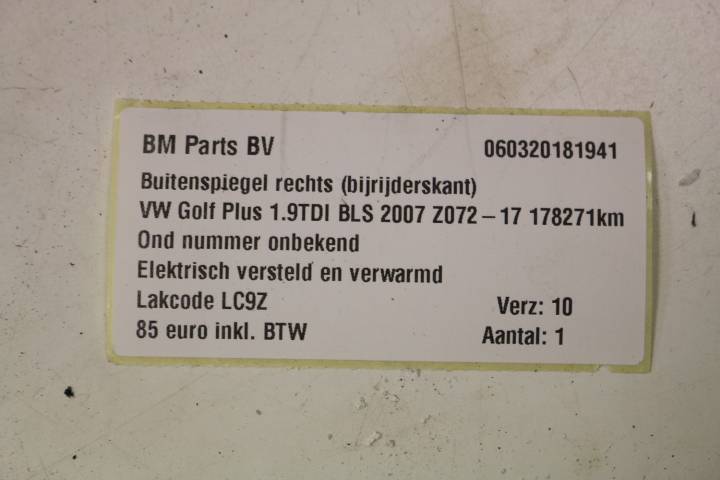 BM Parts BV 060320181941
Buitenspiegel rechts (bijrijderskant)
VW Golf Plus 1.9TDI BLS 2007 Z072 – 17 178271km
Ond nummer onbekend
Elektrisch versteld en verwarmd
Lakcode LC9Z Verz: 10
85 euro inkl. BTW Aantal: 1